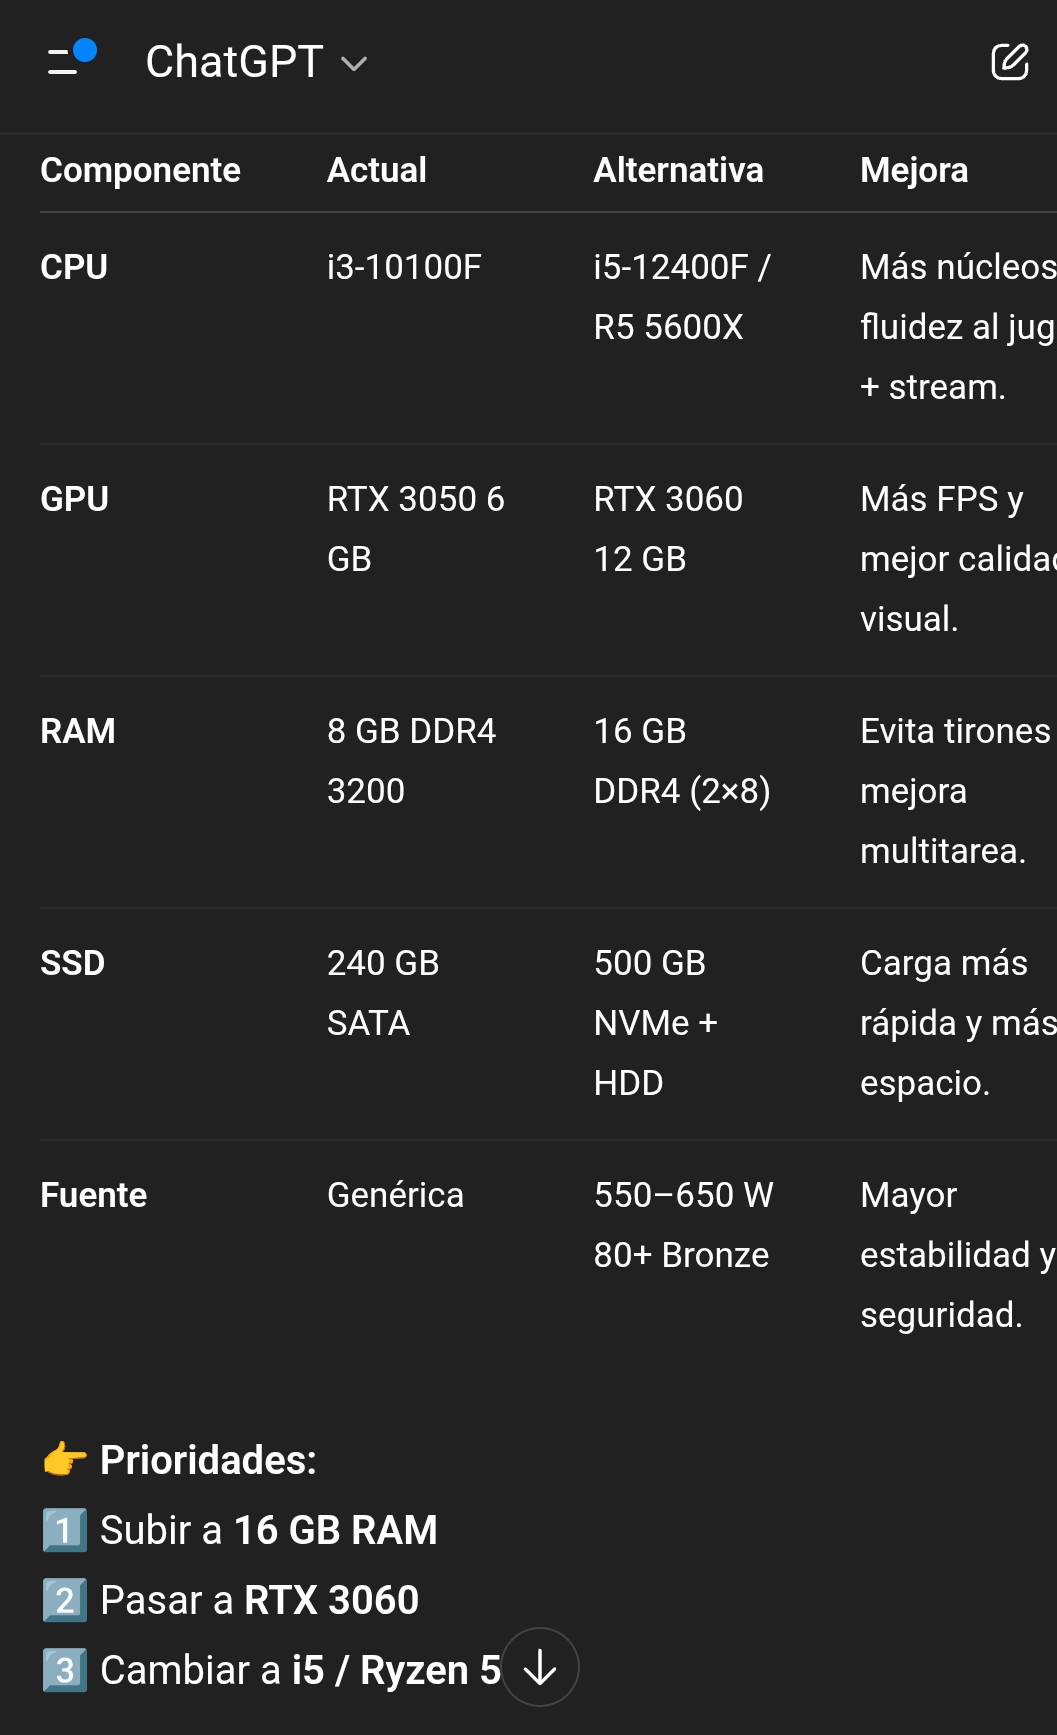 ChatGPT
Componente Actual Alternativa Mejora
CPU i3-10100F i5-12400F / Más núcleos
R5 5600X fluidez al jug
+ stream.
GPU RTX 3050 6 RTX 3060 Más FPS y
GB 12 GB mejor calidad
visual.
RAM 8 GB DDR4 16 GB Evita tirones
3200 DDR4 (2×8) mejora
multitarea.
SSD 240 GB 500 GB Carga más
SATA NVMe + rápida y más
HDD espacio.
Fuente Genérica 550–650 W Mayor
80+ Bronze estabilidad y
seguridad.
👉 Prioridades:
1️⃣ Subir a 16 GB RAM
2️⃣ Pasar a RTX 3060
3️⃣ Cambiar a i5 / Ryzen 5